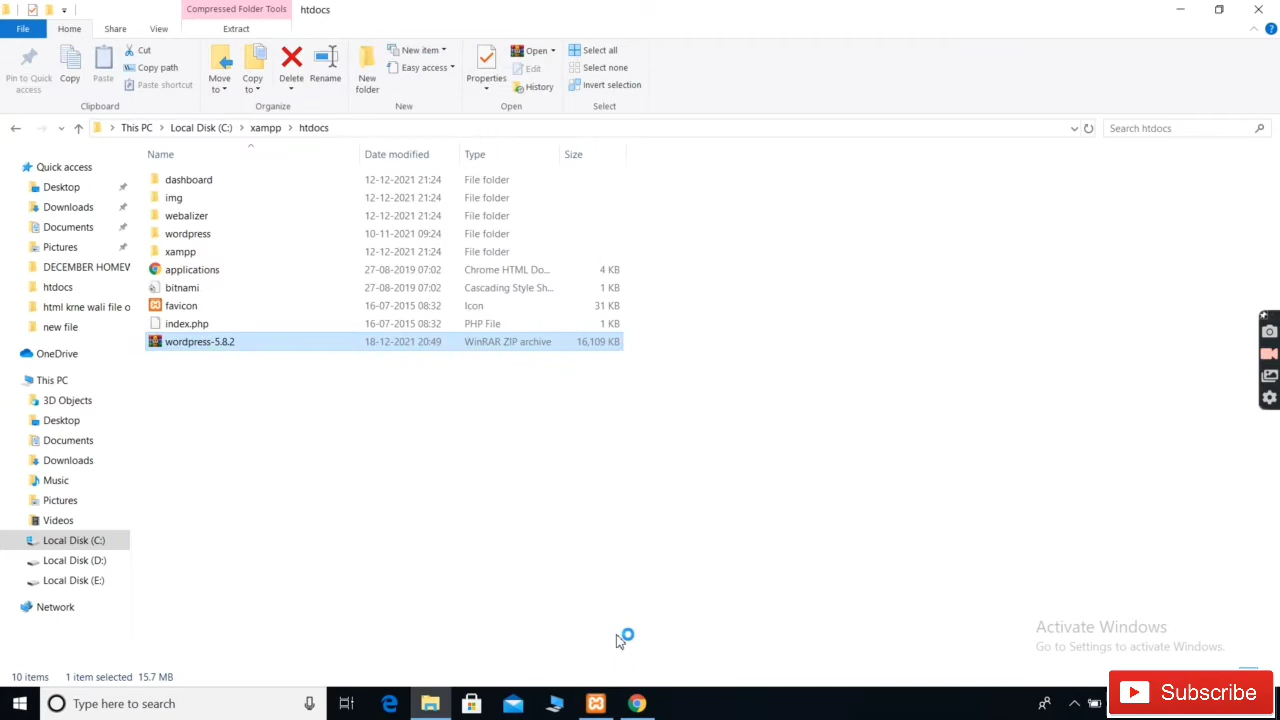 Compressed Folder Tools
htdocs
File
Home
Share
View
Extract
Pin to Quick access
Copy
Paste
Cut
Copy path
Paste shortcut
Clipboard
Move to
Copy to
Delete
Rename
Organize
New folder
New item
Easy access
New
Properties
Open
Edit
History
Open
Select all
Select none
Invert selection
Select
This PC > Local Disk (C:) > xampp > htdocs
Search htdocs
Name Date modified Type Size
dashboard 12-12-2021 21:24 File folder
img 12-12-2021 21:24 File folder
webalizer 12-12-2021 21:24 File folder
wordpress 10-11-2021 09:24 File folder
xampp 12-12-2021 21:24 File folder
applications 27-08-2019 07:02 Chrome HTML Do... 4 KB
bitnami 27-08-2019 07:02 Cascading Style Sh... 1 KB
favicon 16-07-2015 08:32 Icon 31 KB
index.php 16-07-2015 08:32 PHP File 1 KB
wordpress-5.8.2 18-12-2021 20:49 WinRAR ZIP archive 16,109 KB
Quick access
Desktop
Downloads
Documents
Pictures
DECEMBER HOMEW
htdocs
html krne wali file o
new file
OneDrive
This PC
3D Objects
Desktop
Documents
Downloads
Music
Pictures
Videos
Local Disk (C:)
Local Disk (D:)
Local Disk (E:)
Network
Activate Windows
Go to Settings to activate Windows.
10 items 1 item selected 15.7 MB
Type here to search
Subscribe